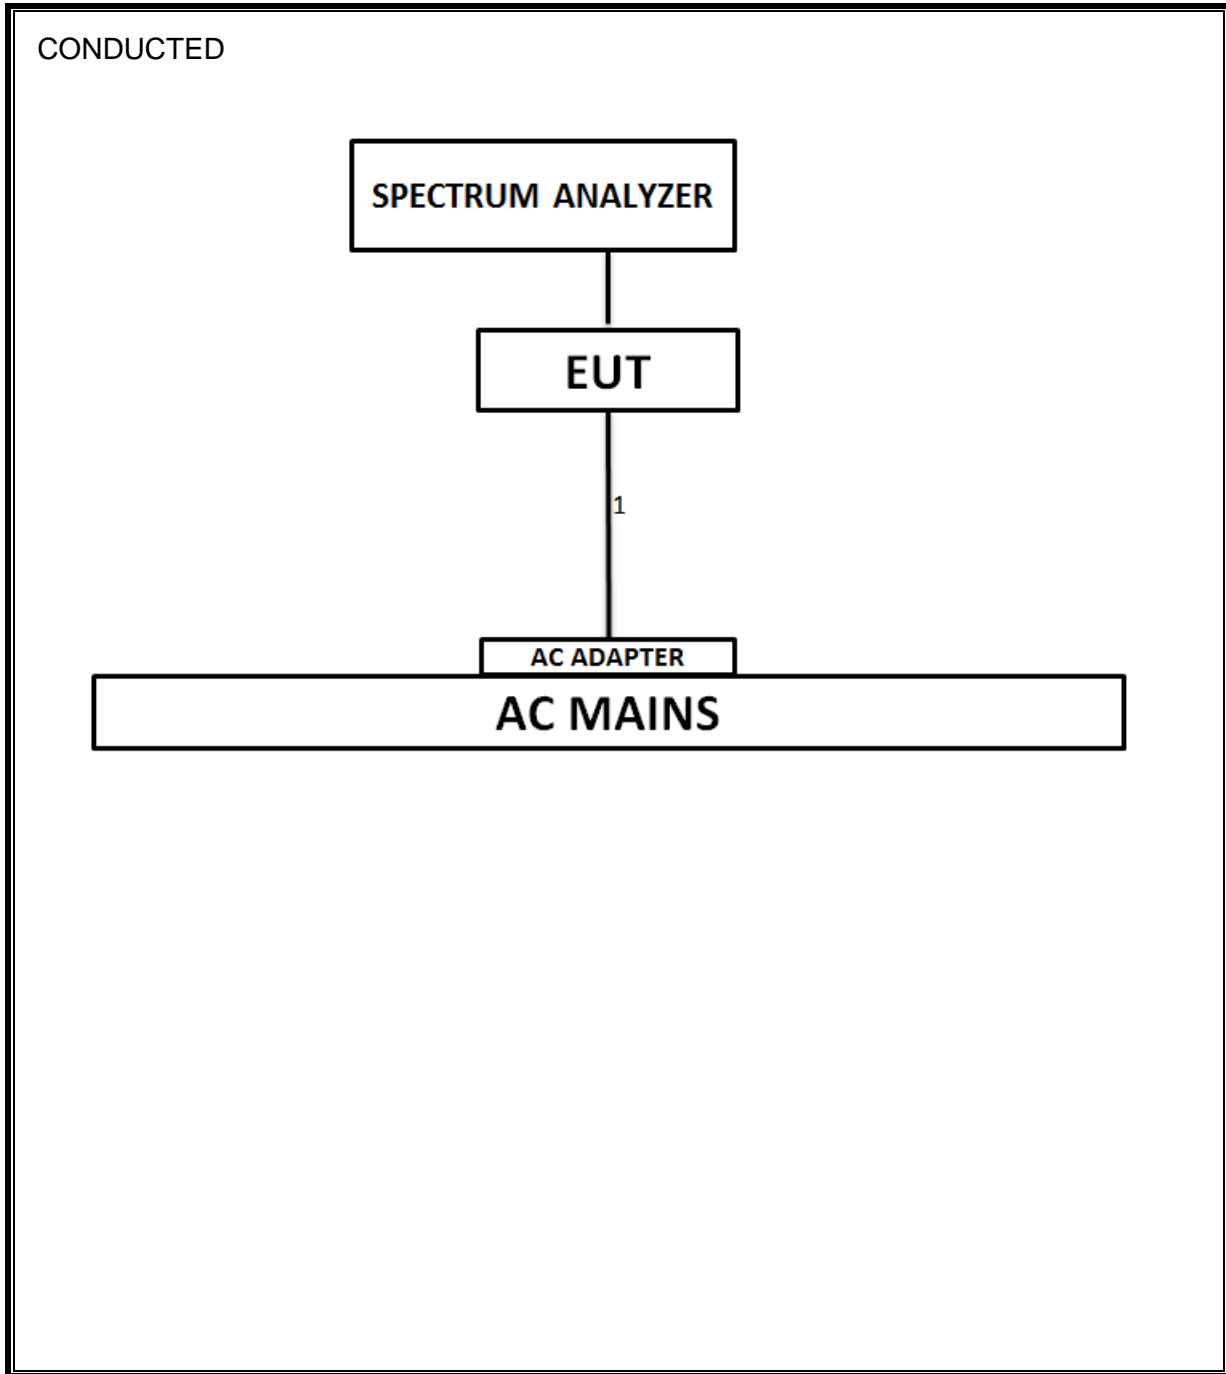 CONDUCTED
SPECTRUM ANALYZER
EUT
1
AC ADAPTER
AC MAINS